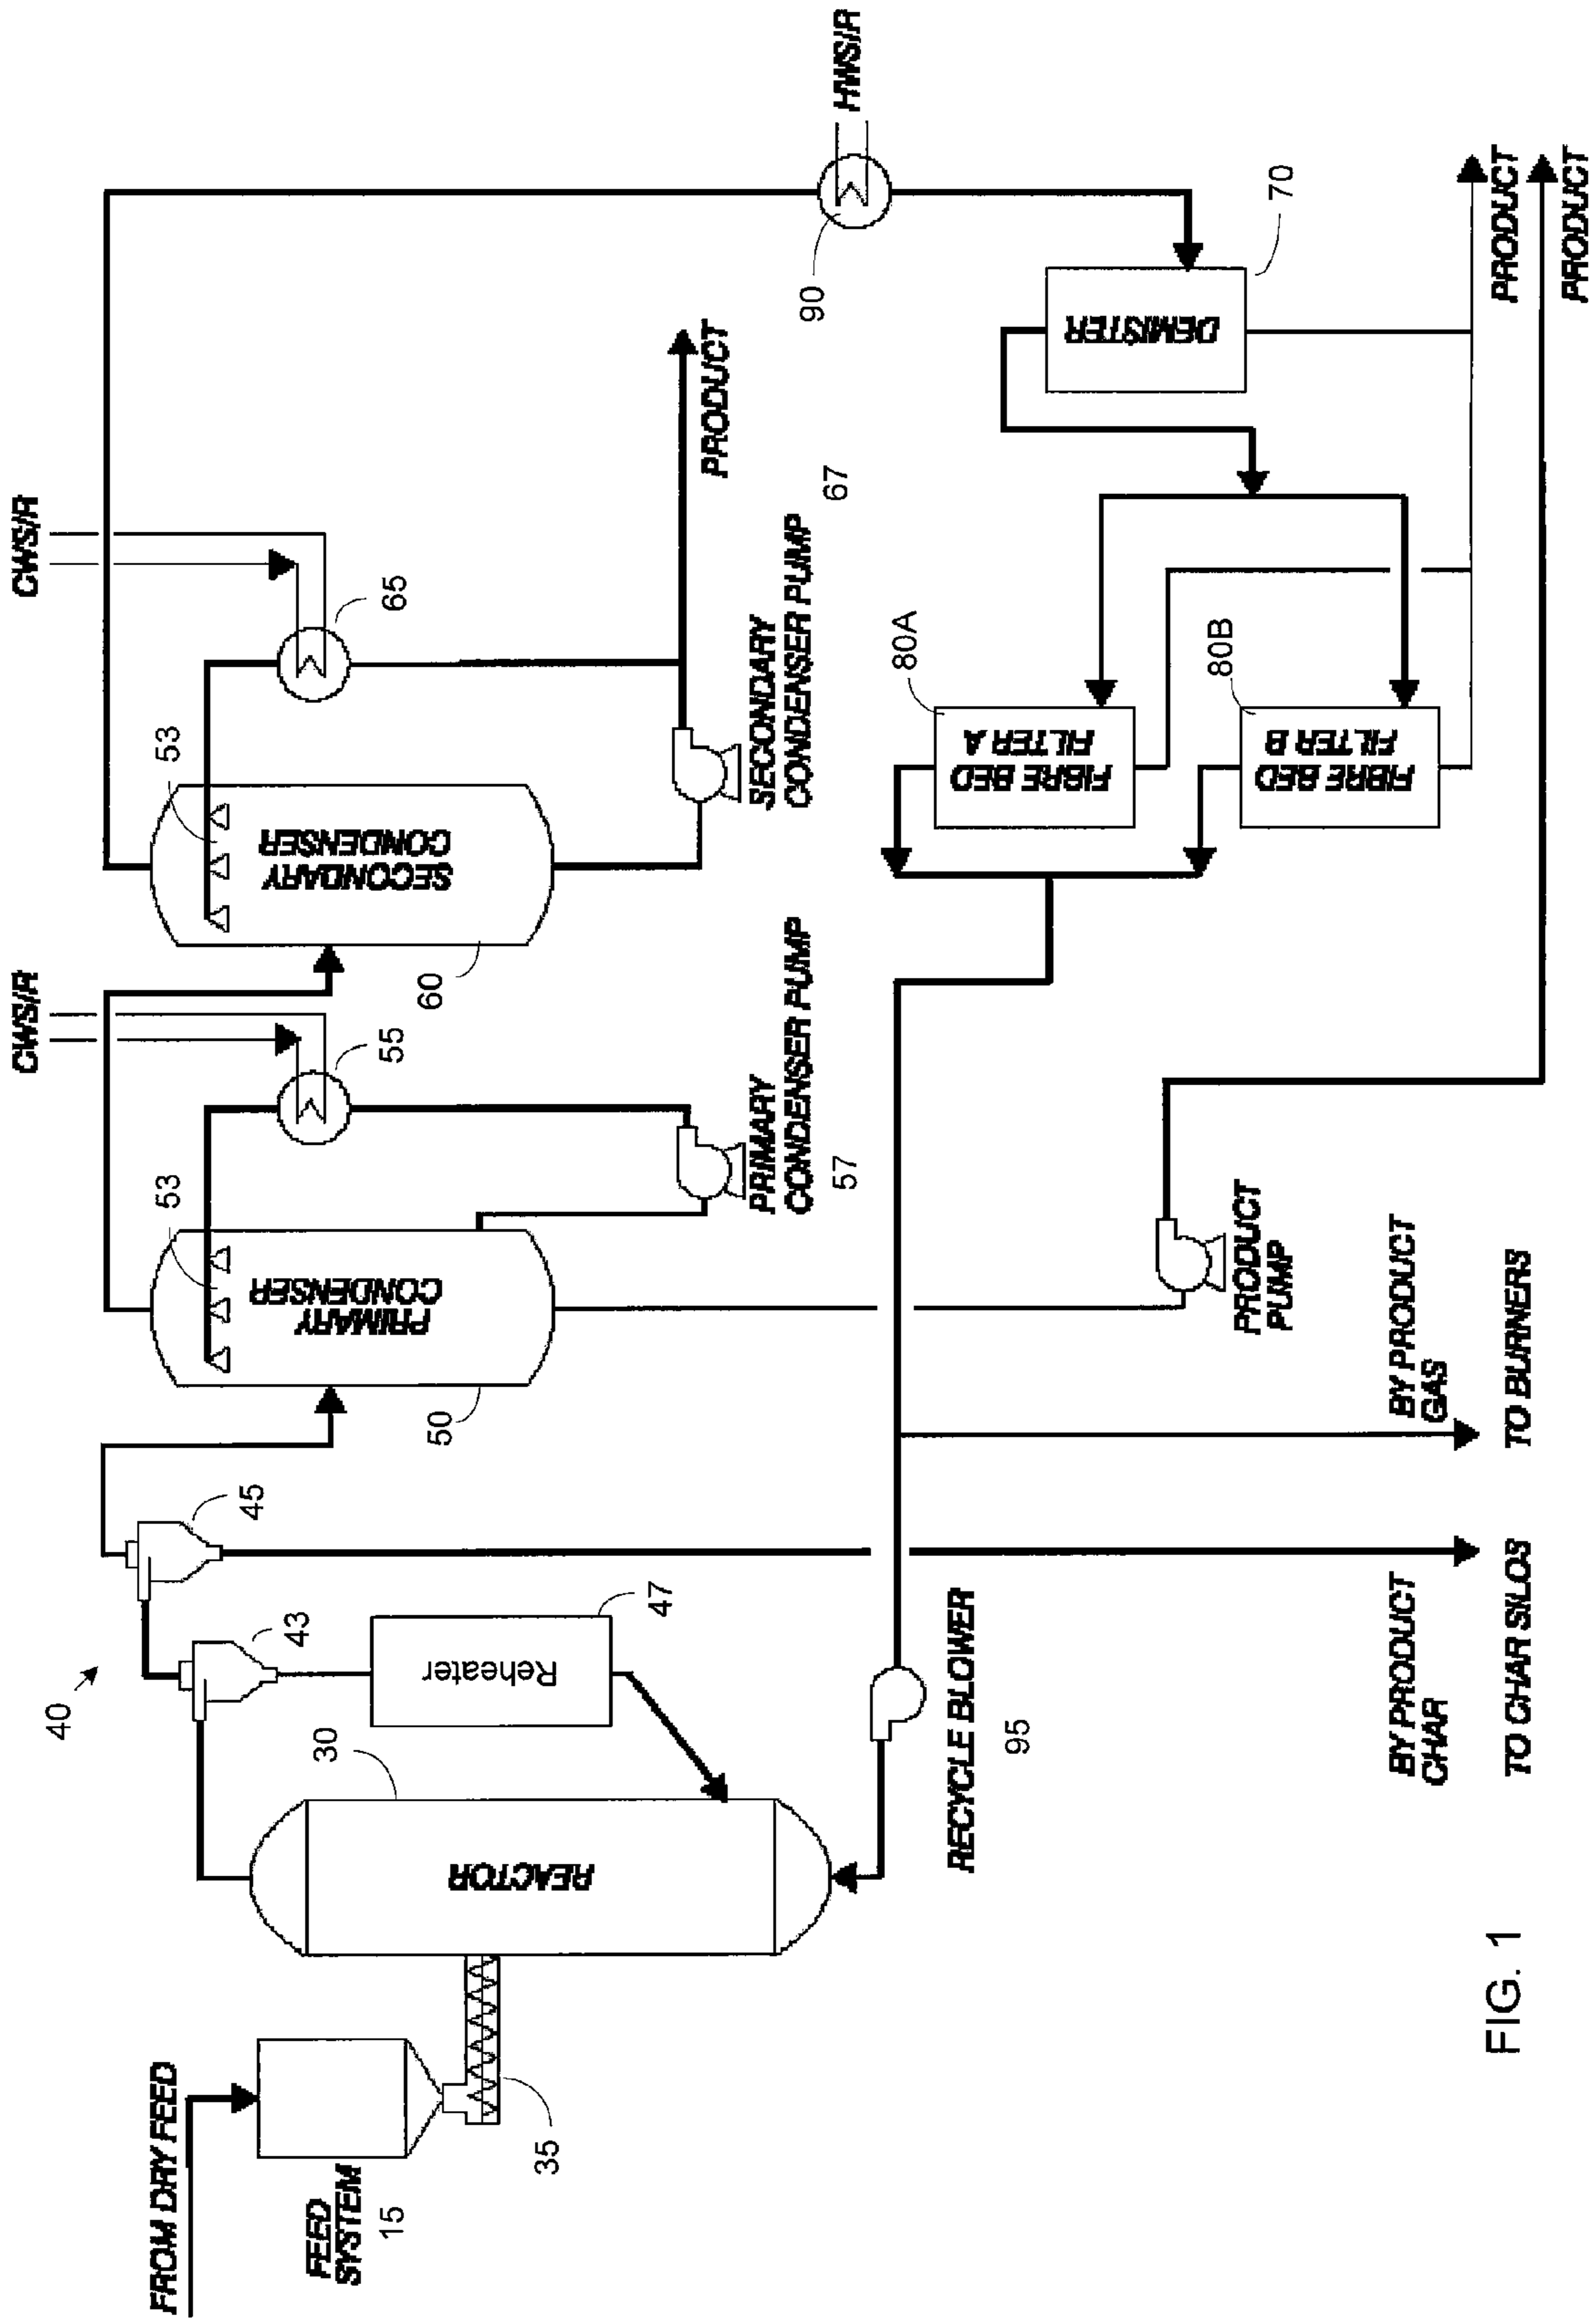 FROM DRY FEED
FEED
SYSTEM
15
35
REACTOR
30
40
43
45
Reheater
47
RECYCLE BLOWER
95
BY PRODUCT
CHAR
TO CHAR SILOS
BY PRODUCT
GAS
TO BURNERS
PRIMARY
CONDENSER
50
53
CWS/R
55
PRIMARY
CONDENSER PUMP
57
PRODUCT
PUMP
SECONDARY
CONDENSER
60
53
CWS/R
65
SECONDARY
CONDENSER PUMP
67
PRODUCT
FIBRE BED
FILTER A
80A
FIBRE BED
FILTER B
80B
DEMISTER
70
90
HWS/R
PRODUCT
PRODUCT
FIG. 1